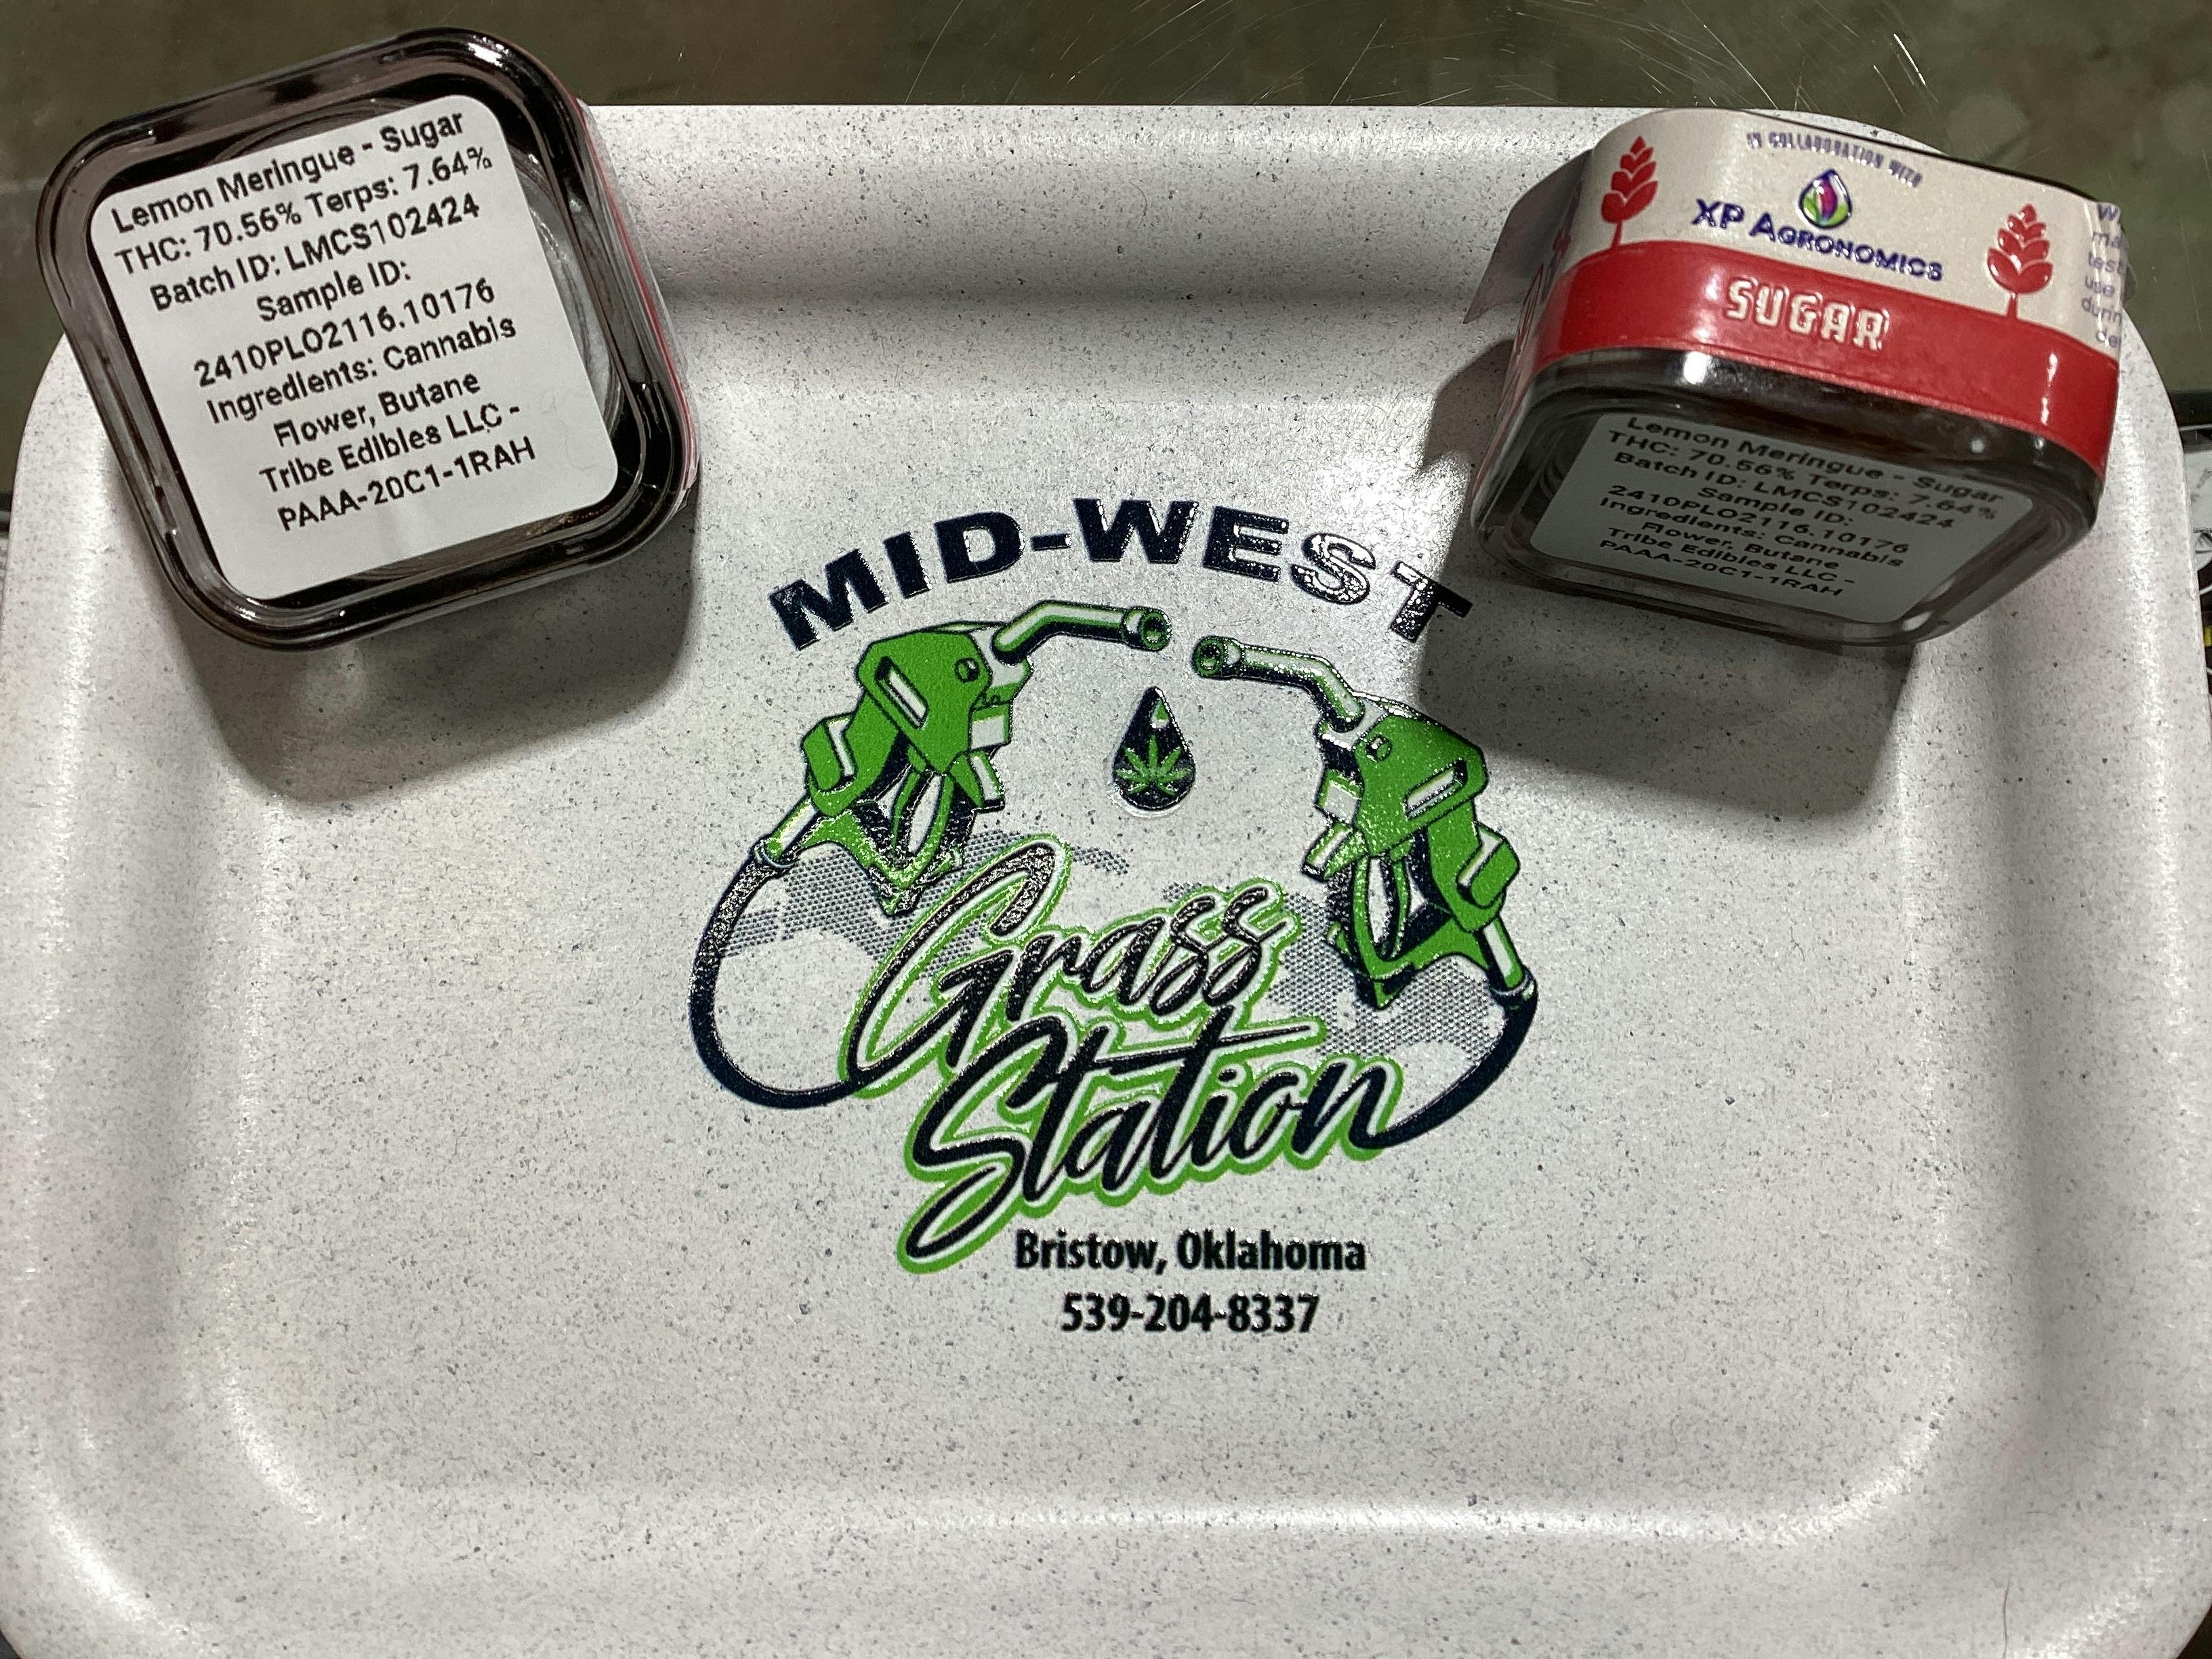 Lemon Meringue - Sugar
THC: 70.56% Terps: 7.64%
Batch ID: LMCS102424
Sample ID:
2410PLO2116.10176
Ingredients: Cannabis
Flower, Butane
Tribe Edibles LLC -
PAAA-20C1-1RAH
IN COLLABORATION WITH
XP AGRONOMICS
SUGAR
Lemon Meringue - Sugar
THC: 70.56% Terps: 7.64%
Batch ID: LMCS102424
Sample ID:
2410PLO2116.10176
Ingredients: Cannabis
Flower, Butane
Tribe Edibles LLC -
PAAA-20C1-1RAH
MID-WEST
Grass
Station
Bristow, Oklahoma
539-204-8337